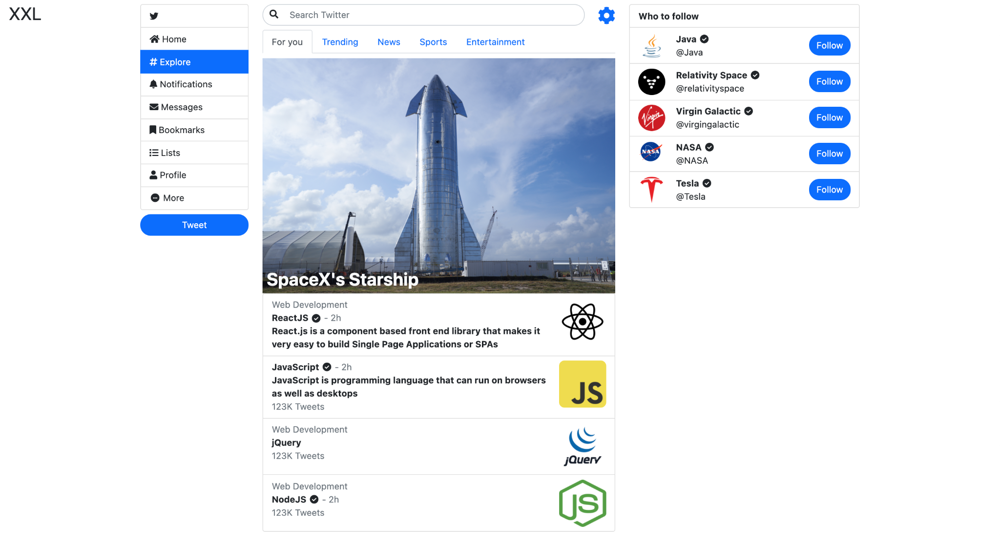 XXL
Home
# Explore
Notifications
Messages
Bookmarks
Lists
Profile
More
Tweet
Search Twitter
For you
Trending
News
Sports
Entertainment
SpaceX's Starship
Web Development
ReactJS - 2h
React.js is a component based front end library that makes it
very easy to build Single Page Applications or SPAs
JavaScript - 2h
JavaScript is programming language that can run on browsers
as well as desktops
123K Tweets
JS
Web Development
jQuery
123K Tweets
jQuery
Web Development
NodeJS - 2h
123K Tweets
JS
Who to follow
Java
@Java
Follow
Relativity Space
@relativityspace
Follow
Virgin
Virgin Galactic
@virgingalactic
Follow
NASA
NASA
@NASA
Follow
Tesla
@Tesla
Follow